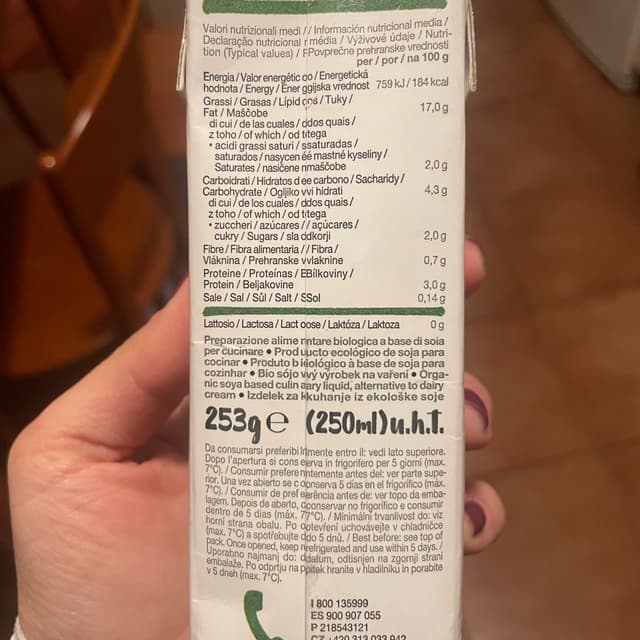 Valori nutrizionali medi / Información nutricional media /
Declaração nutricional média / Výživové údaje / Nutri-
tion (Typical values) / Povprečne prehranske vrednosti
per / por / na 100 g
Energia / Valor energético / Energetická
hodnota / Energy / Energijska vrednost 759 kJ / 184 kcal
Grassi / Grasas / Lípidos / Tuky /
Fat / Maščobe 17,0 g
di cui / de las cuales / dos quais /
z toho / of which / od tega
• acidi grassi saturi / saturadas /
saturados / nasycené mastné kyseliny /
Saturates / nasičene maščobe 2,0 g
Carboidrati / Hidratos de carbono / Sacharidy /
Carbohydrate / Ogljikovi hidrati 4,3 g
di cui / de los cuales / dos quais /
z toho / of which / od tega
• zuccheri / azúcares / açúcares /
cukry / Sugars / sladkorji 2,0 g
Fibre / Fibra alimentaria / Fibra /
Vláknina / Prehranske vlaknine 0,7 g
Proteine / Proteínas / Bílkoviny /
Protein / Beljakovine 3,0 g
Sale / Sal / Sůl / Salt / Sol 0,14 g
Lattosio / Lactosa / Lactose / Laktóza / Laktoza 0 g
Preparazione alimentare biologica a base di soia
per cucinare • Producto ecológico de soja para
cocinar • Produto biológico à base de soja para
cozinhar • Bio sójový výrobek na vaření • Orga-
nic soya based culinary liquid, alternative to dairy
cream • Izdelek za kuhanje iz ekološke soje
253g e (250ml) u.h.t.
Da consumarsi preferibilmente entro il: vedi lato superiore.
Dopo l'apertura si conserva in frigorifero per 5 giorni (max.
7°C). / Consumir preferentemente antes del: ver parte supe-
rior. Una vez abierto se conserva 5 días en el frigorífico (máx.
7°C). / Consumir de preferência antes de: ver topo da emba-
lagem. Depois de aberto, conservar no frigorífico e consumir
dentro de 5 dias (máx. 7°C). / Minimální trvanlivost do: viz
horní strana obalu. Po otevření uchovávejte v chladničce
(max. 7°C) a spotřebujte do 5 dnů. / Best before: see top of
pack. Once opened, keep refrigerated and use within 5 days. /
Uporabno najmanj do: datum, odtisnjen na zgornji strani
embalaže. Po odprtju napitek hranite v hladilniku in porabite
v 5 dneh (max. 7°C).
I 800 135999
ES 900 907 055
P 218543121
CZ +420 313 033 942